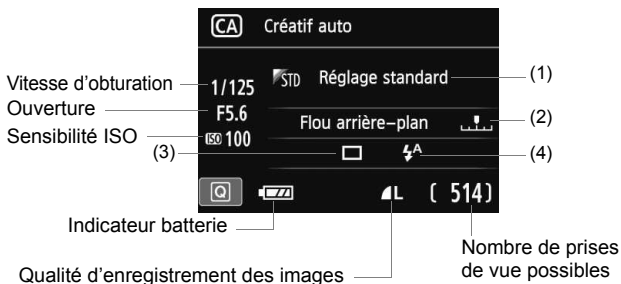 CA Créatif auto
Vitesse d’obturation 1/125
STD Réglage standard (1)
Ouverture F5.6
Flou arrière–plan (2)
Sensibilité ISO ISO 100
(3) A (4)
Q L ( 514)
Indicateur batterie
Nombre de prises
de vue possibles
Qualité d’enregistrement des images